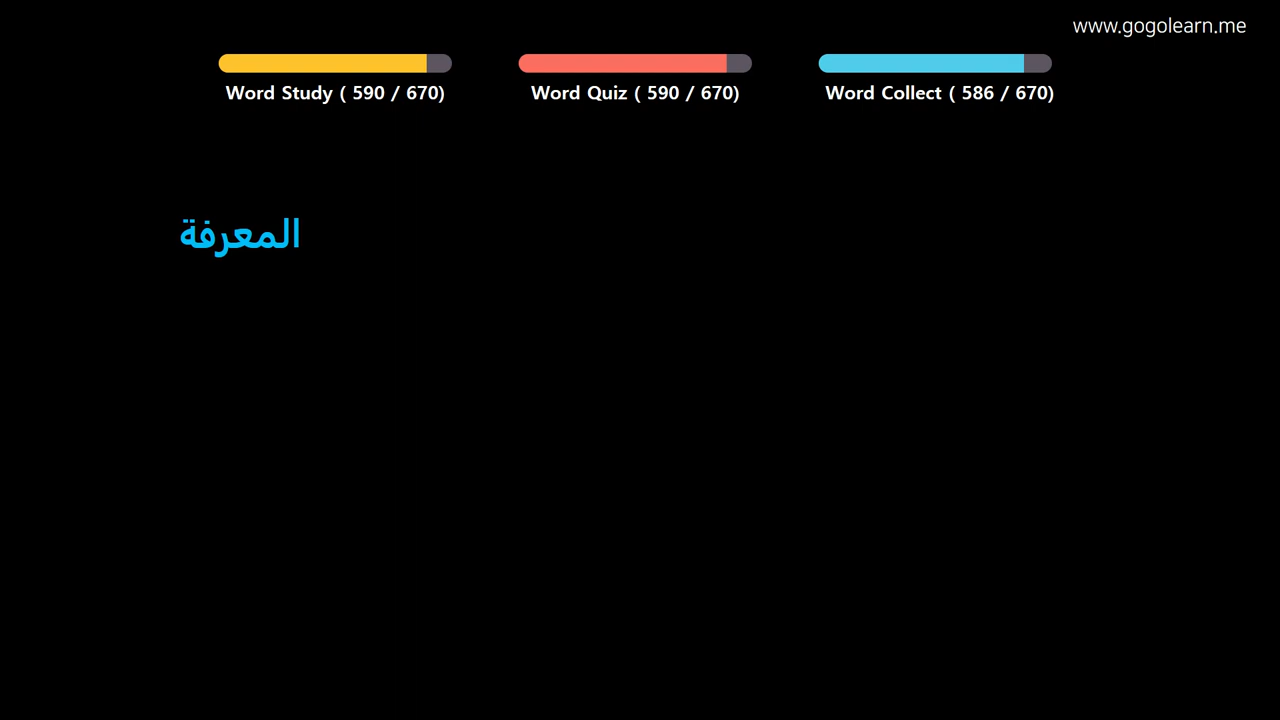 www.gogolearn.me
Word Study ( 590 / 670)
Word Quiz ( 590 / 670)
Word Collect ( 586 / 670)
المعرفة